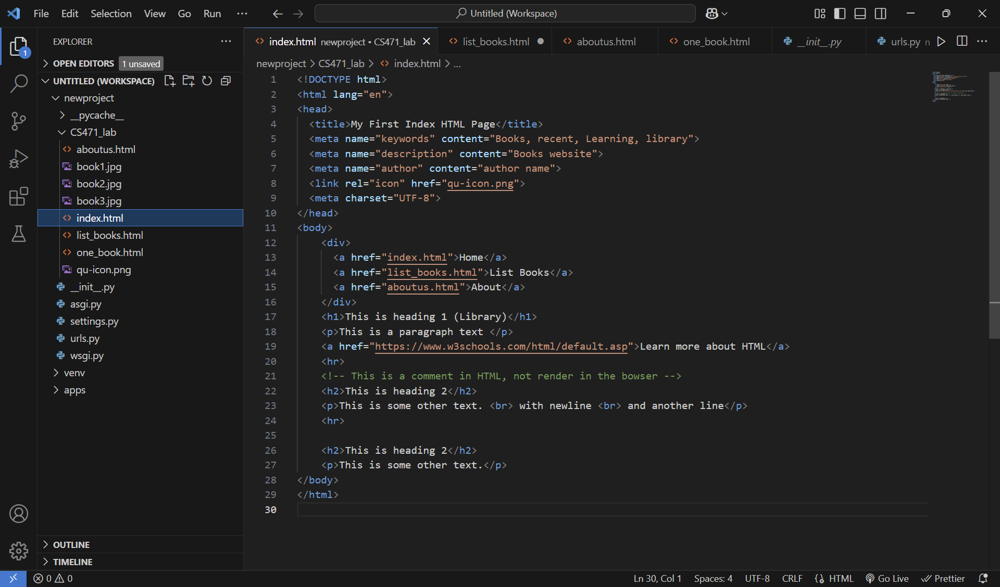 File Edit Selection View Go Run ··· Untitled (Workspace)
EXPLORER ···
OPEN EDITORS 1 unsaved
UNTITLED (WORKSPACE)
newproject
__pycache__
CS471_lab
aboutus.html
book1.jpg
book2.jpg
book3.jpg
index.html
list_books.html
one_book.html
qu-icon.png
__init__.py
asgi.py
settings.py
urls.py
wsgi.py
venv
apps
OUTLINE
TIMELINE
1
index.html newproject • CS471_lab list_books.html aboutus.html one_book.html __init__.py urls.py n ···
newproject > CS471_lab > index.html > ...
1 <!DOCTYPE html>
2 <html lang="en">
3 <head>
4 <title>My First Index HTML Page</title>
5 <meta name="keywords" content="Books, recent, Learning, library">
6 <meta name="description" content="Books website">
7 <meta name="author" content="author name">
8 <link rel="icon" href="qu-icon.png">
9 <meta charset="UTF-8">
10 </head>
11 <body>
12 <div>
13 <a href="index.html">Home</a>
14 <a href="list_books.html">List Books</a>
15 <a href="aboutus.html">About</a>
16 </div>
17 <h1>This is heading 1 (Library)</h1>
18 <p>This is a paragraph text </p>
19 <a href="https://www.w3schools.com/html/default.asp">Learn more about HTML</a>
20 <hr>
21 <!-- This is a comment in HTML, not render in the bowser -->
22 <h2>This is heading 2</h2>
23 <p>This is some other text. <br> with newline <br> and another line</p>
24 <hr>
25
26 <h2>This is heading 2</h2>
27 <p>This is some other text.</p>
28 </body>
29 </html>
30
0 0 Ln 30, Col 1 Spaces: 4 UTF-8 CRLF HTML Go Live Prettier